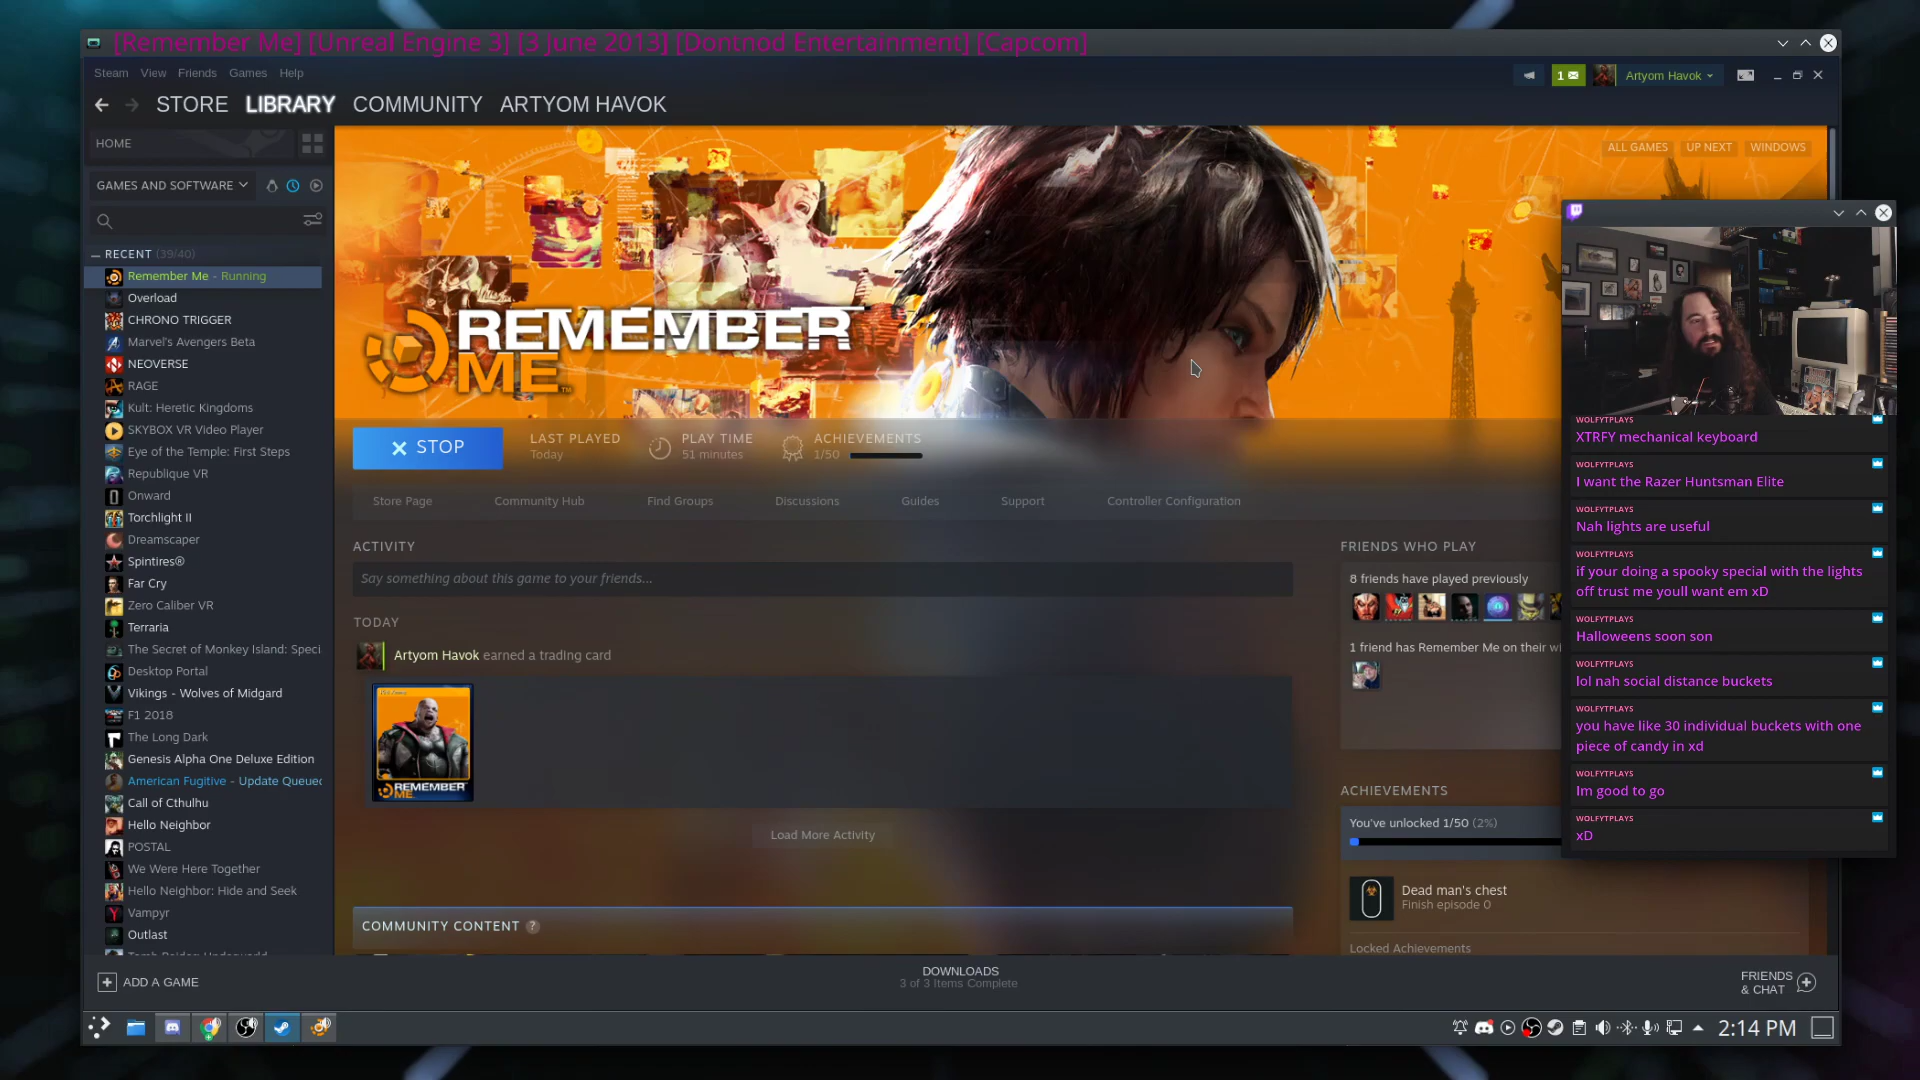 [Remember Me] [Unreal Engine 3] [3 June 2013] [Dontnod Entertainment] [Capcom]
Steam View Friends Games Help
1
Artyom Havok
STORE LIBRARY COMMUNITY ARTYOM HAVOK
HOME
GAMES AND SOFTWARE
RECENT (39/40)
Remember Me - Running
Overload
CHRONO TRIGGER
Marvel's Avengers Beta
NEOVERSE
RAGE
Kult: Heretic Kingdoms
SKYBOX VR Video Player
Eye of the Temple: First Steps
Republique VR
Onward
Torchlight II
Dreamscaper
Spintires®
Far Cry
Zero Caliber VR
Terraria
The Secret of Monkey Island: Speci
Desktop Portal
Vikings - Wolves of Midgard
F1 2018
The Long Dark
Genesis Alpha One Deluxe Edition
American Fugitive - Update Queued
Call of Cthulhu
Hello Neighbor
POSTAL
We Were Here Together
Hello Neighbor: Hide and Seek
Vampyr
Outlast
ADD A GAME
ALL GAMES UP NEXT WINDOWS
REMEMBER
ME™
STOP
LAST PLAYED
Today
PLAY TIME
51 minutes
ACHIEVEMENTS
1/50
Store Page Community Hub Find Groups Discussions Guides Support Controller Configuration
ACTIVITY
Say something about this game to your friends...
TODAY
Artyom Havok earned a trading card
REMEMBER
ME
Load More Activity
COMMUNITY CONTENT ?
FRIENDS WHO PLAY
8 friends have played previously
1 friend has Remember Me on their wi
ACHIEVEMENTS
You've unlocked 1/50 (2%)
Dead man's chest
Finish episode 0
Locked Achievements
WOLFYTPLAYS
XTRFY mechanical keyboard
WOLFYTPLAYS
I want the Razer Huntsman Elite
WOLFYTPLAYS
Nah lights are useful
WOLFYTPLAYS
if your doing a spooky special with the lights
off trust me youll want em xD
WOLFYTPLAYS
Halloweens soon son
WOLFYTPLAYS
lol nah social distance buckets
WOLFYTPLAYS
you have like 30 individual buckets with one
piece of candy in xd
WOLFYTPLAYS
Im good to go
WOLFYTPLAYS
xD
DOWNLOADS
3 of 3 Items Complete
FRIENDS
& CHAT
2:14 PM